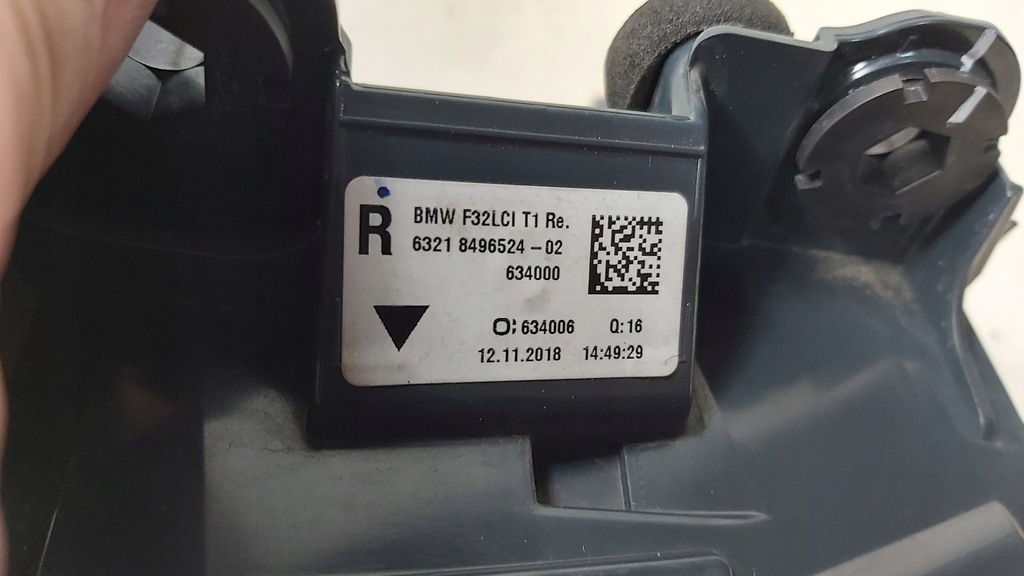 R
BMW F32LCI T1 Re.
6321 8496524-02
634000
O: 634006 Q: 16
12.11.2018 14:49:29